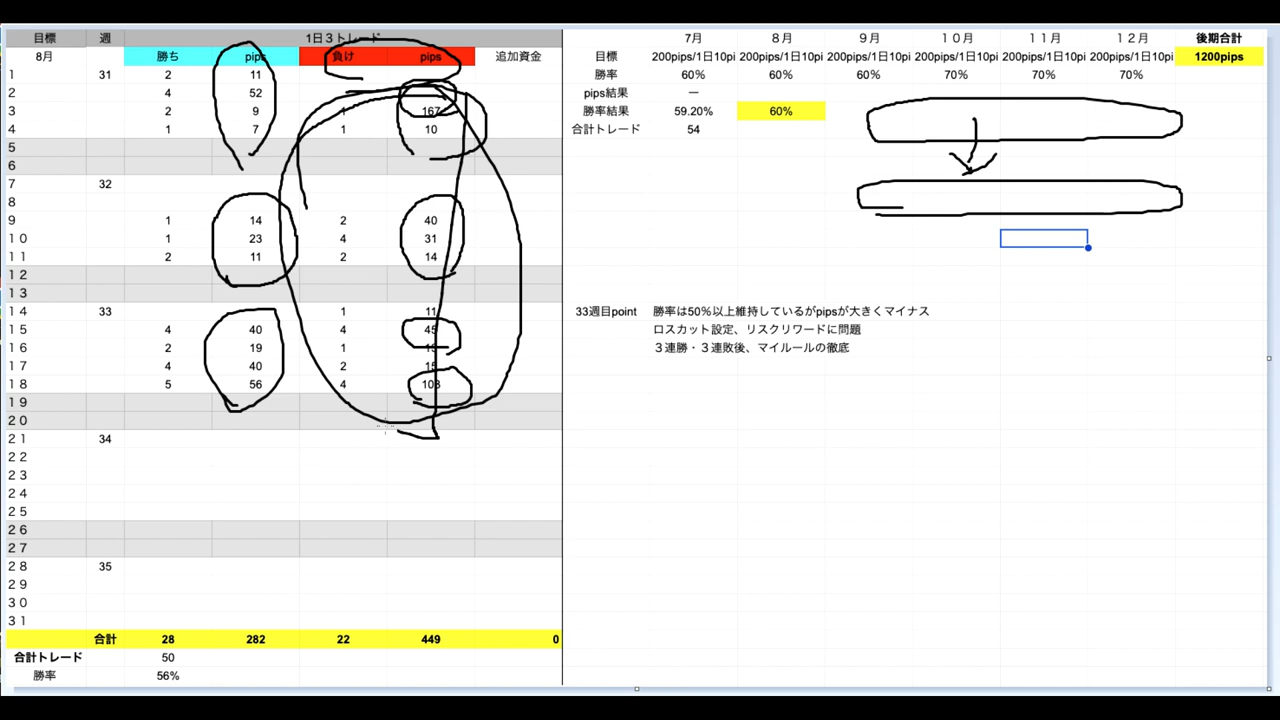 目標 週 1日３トレード
8月 勝ち pips 負け pips 追加資金
1 31 2 11
2 4 52
3 2 9 1 167
4 1 7 1 10
5
6
7 32
8
9 1 14 2 40
10 1 23 4 31
11 2 11 2 14
12
13
14 33 1 11
15 4 40 4 45
16 2 19 1
17 4 40 2 15
18 5 56 4 103
19
20
21 34
22
23
24
25
26
27
28 35
29
30
31
合計 28 282 22 449 0
合計トレード 50
勝率 56%
7月 8月 9月 １０月 １１月 １２月 後期合計
目標 200pips/1日10pi 200pips/1日10pi 200pips/1日10pi 200pips/1日10pi 200pips/1日10pi 200pips/1日10pi 1200pips
勝率 60% 60% 60% 70% 70% 70%
pips結果 ー
勝率結果 59.20% 60%
合計トレード 54
33週目point 勝率は50%以上維持しているがpipsが大きくマイナス
ロスカット設定、リスクリワードに問題
３連勝・３連敗後、マイルールの徹底